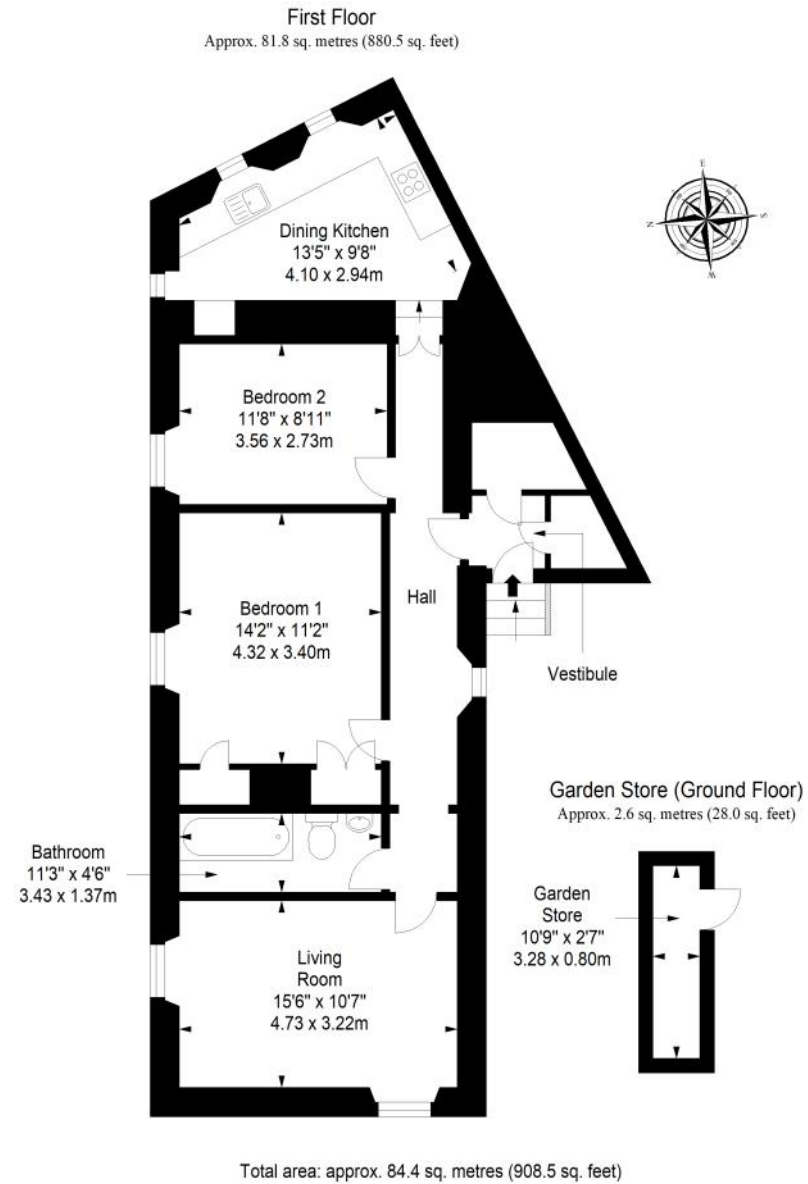 First Floor
Approx. 81.8 sq. metres (880.5 sq. feet)
E
N
S
W
Dining Kitchen
13'5" x 9'8"
4.10 x 2.94m
Bedroom 2
11'8" x 8'11"
3.56 x 2.73m
Bedroom 1
14'2" x 11'2"
4.32 x 3.40m
Hall
Vestibule
Garden Store (Ground Floor)
Approx. 2.6 sq. metres (28.0 sq. feet)
Bathroom
11'3" x 4'6"
3.43 x 1.37m
Garden
Store
10'9" x 2'7"
3.28 x 0.80m
Living
Room
15'6" x 10'7"
4.73 x 3.22m
Total area: approx. 84.4 sq. metres (908.5 sq. feet)